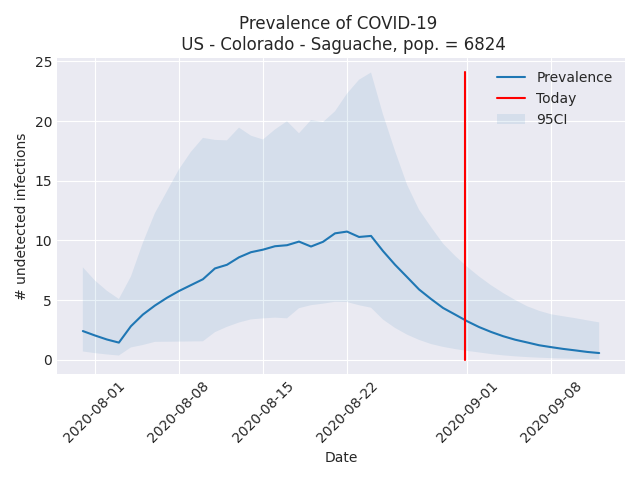 Prevalence of COVID-19
US - Colorado - Saguache, pop. = 6824
Prevalence
Today
95CI
# undetected infections
25
20
15
10
5
0
2020-08-01
2020-08-08
2020-08-15
2020-08-22
2020-09-01
2020-09-08
Date